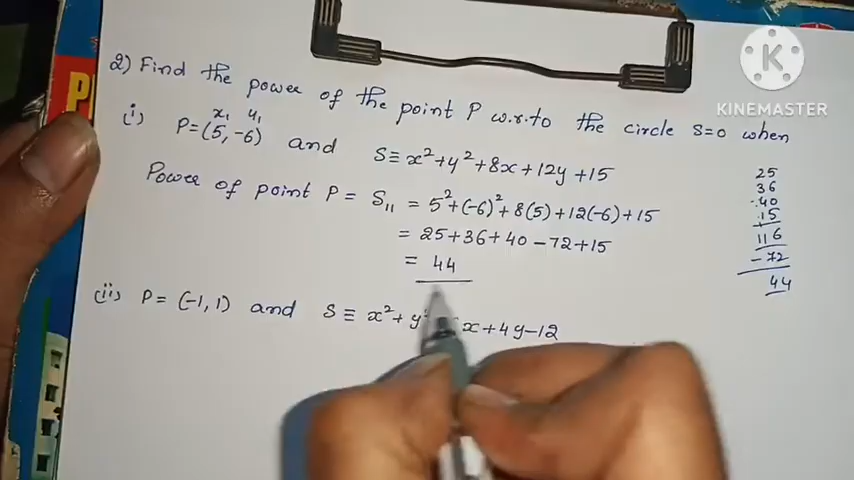 K
KINEMASTER
P
2) Find the power of the point P w.r.to the circle S=0 when
x₁ y₁
(i) P=(5,-6) and S≡x²+y²+8x+12y+15
Power of point P = S₁₁ = 5²+(-6)²+8(5)+12(-6)+15
= 25+36+40-72+15
= 44
25
36
40
15
116
-72
44
(ii) P=(-1,1) and S≡x²+y² x+4y-12